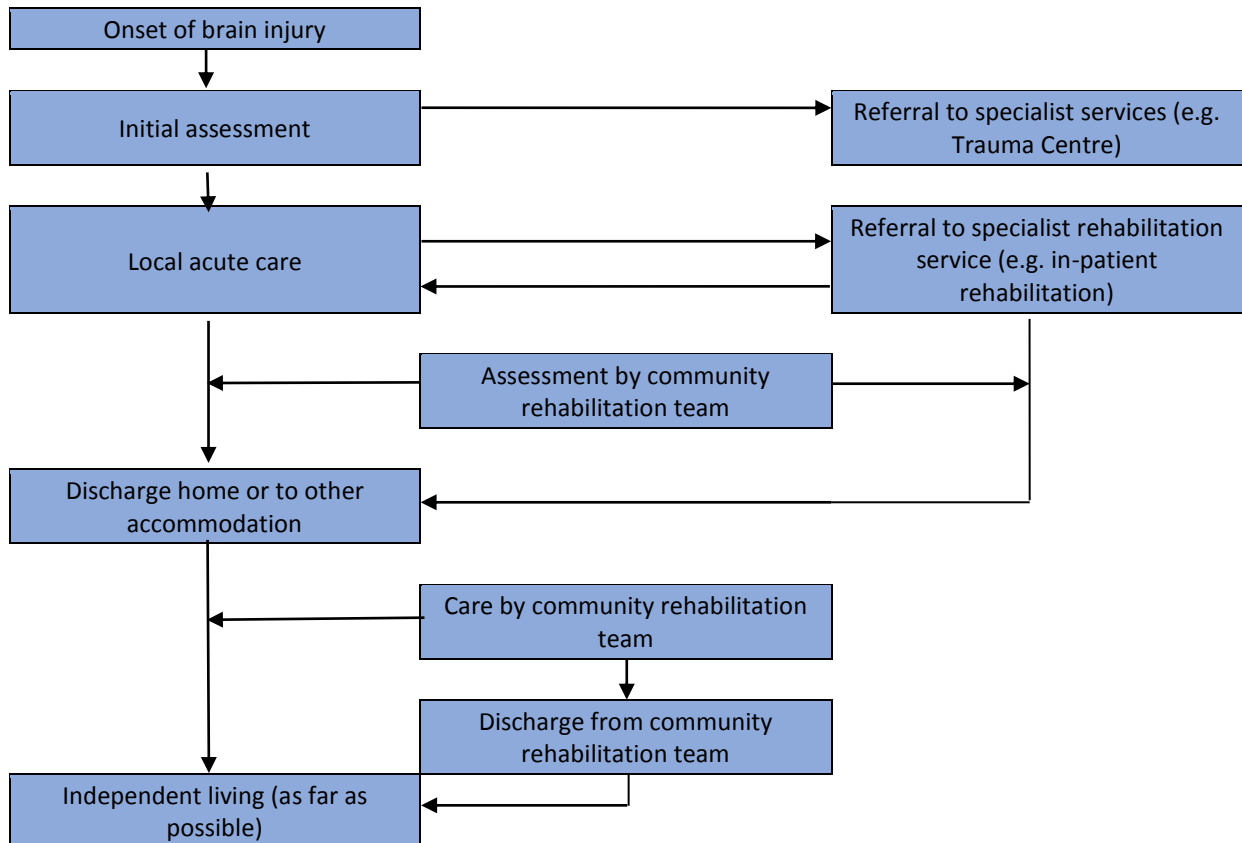 Onset of brain injury
Initial assessment
Referral to specialist services (e.g.
Trauma Centre)
Local acute care
Referral to specialist rehabilitation
service (e.g. in-patient
rehabilitation)
Assessment by community
rehabilitation team
Discharge home or to other
accommodation
Care by community rehabilitation
team
Discharge from community
rehabilitation team
Independent living (as far as
possible)